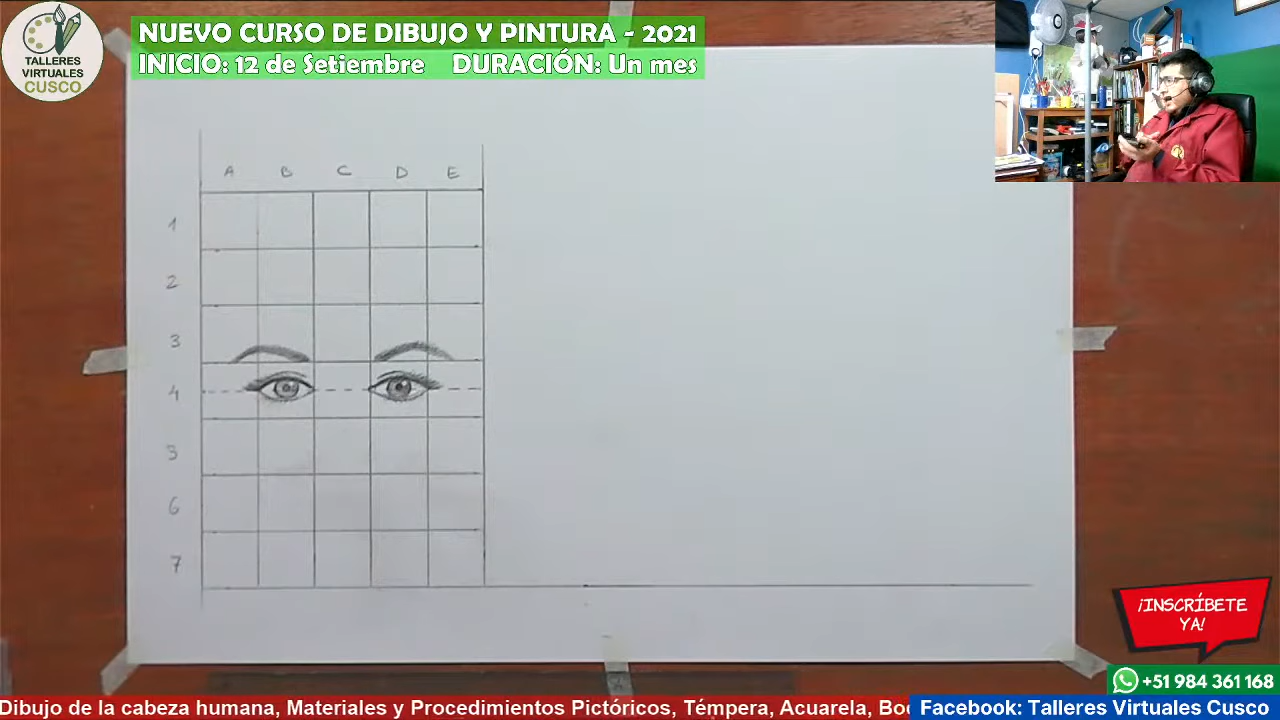 TALLERES
VIRTUALES
CUSCO
NUEVO CURSO DE DIBUJO Y PINTURA - 2021
INICIO: 12 de Setiembre DURACIÓN: Un mes
A B C D E
1
2
3
4
5
6
7
¡INSCRÍBETE
YA!
+51 984 361 168
Dibujo de la cabeza humana, Materiales y Procedimientos Pictóricos, Témpera, Acuarela,
Facebook: Talleres Virtuales Cusco